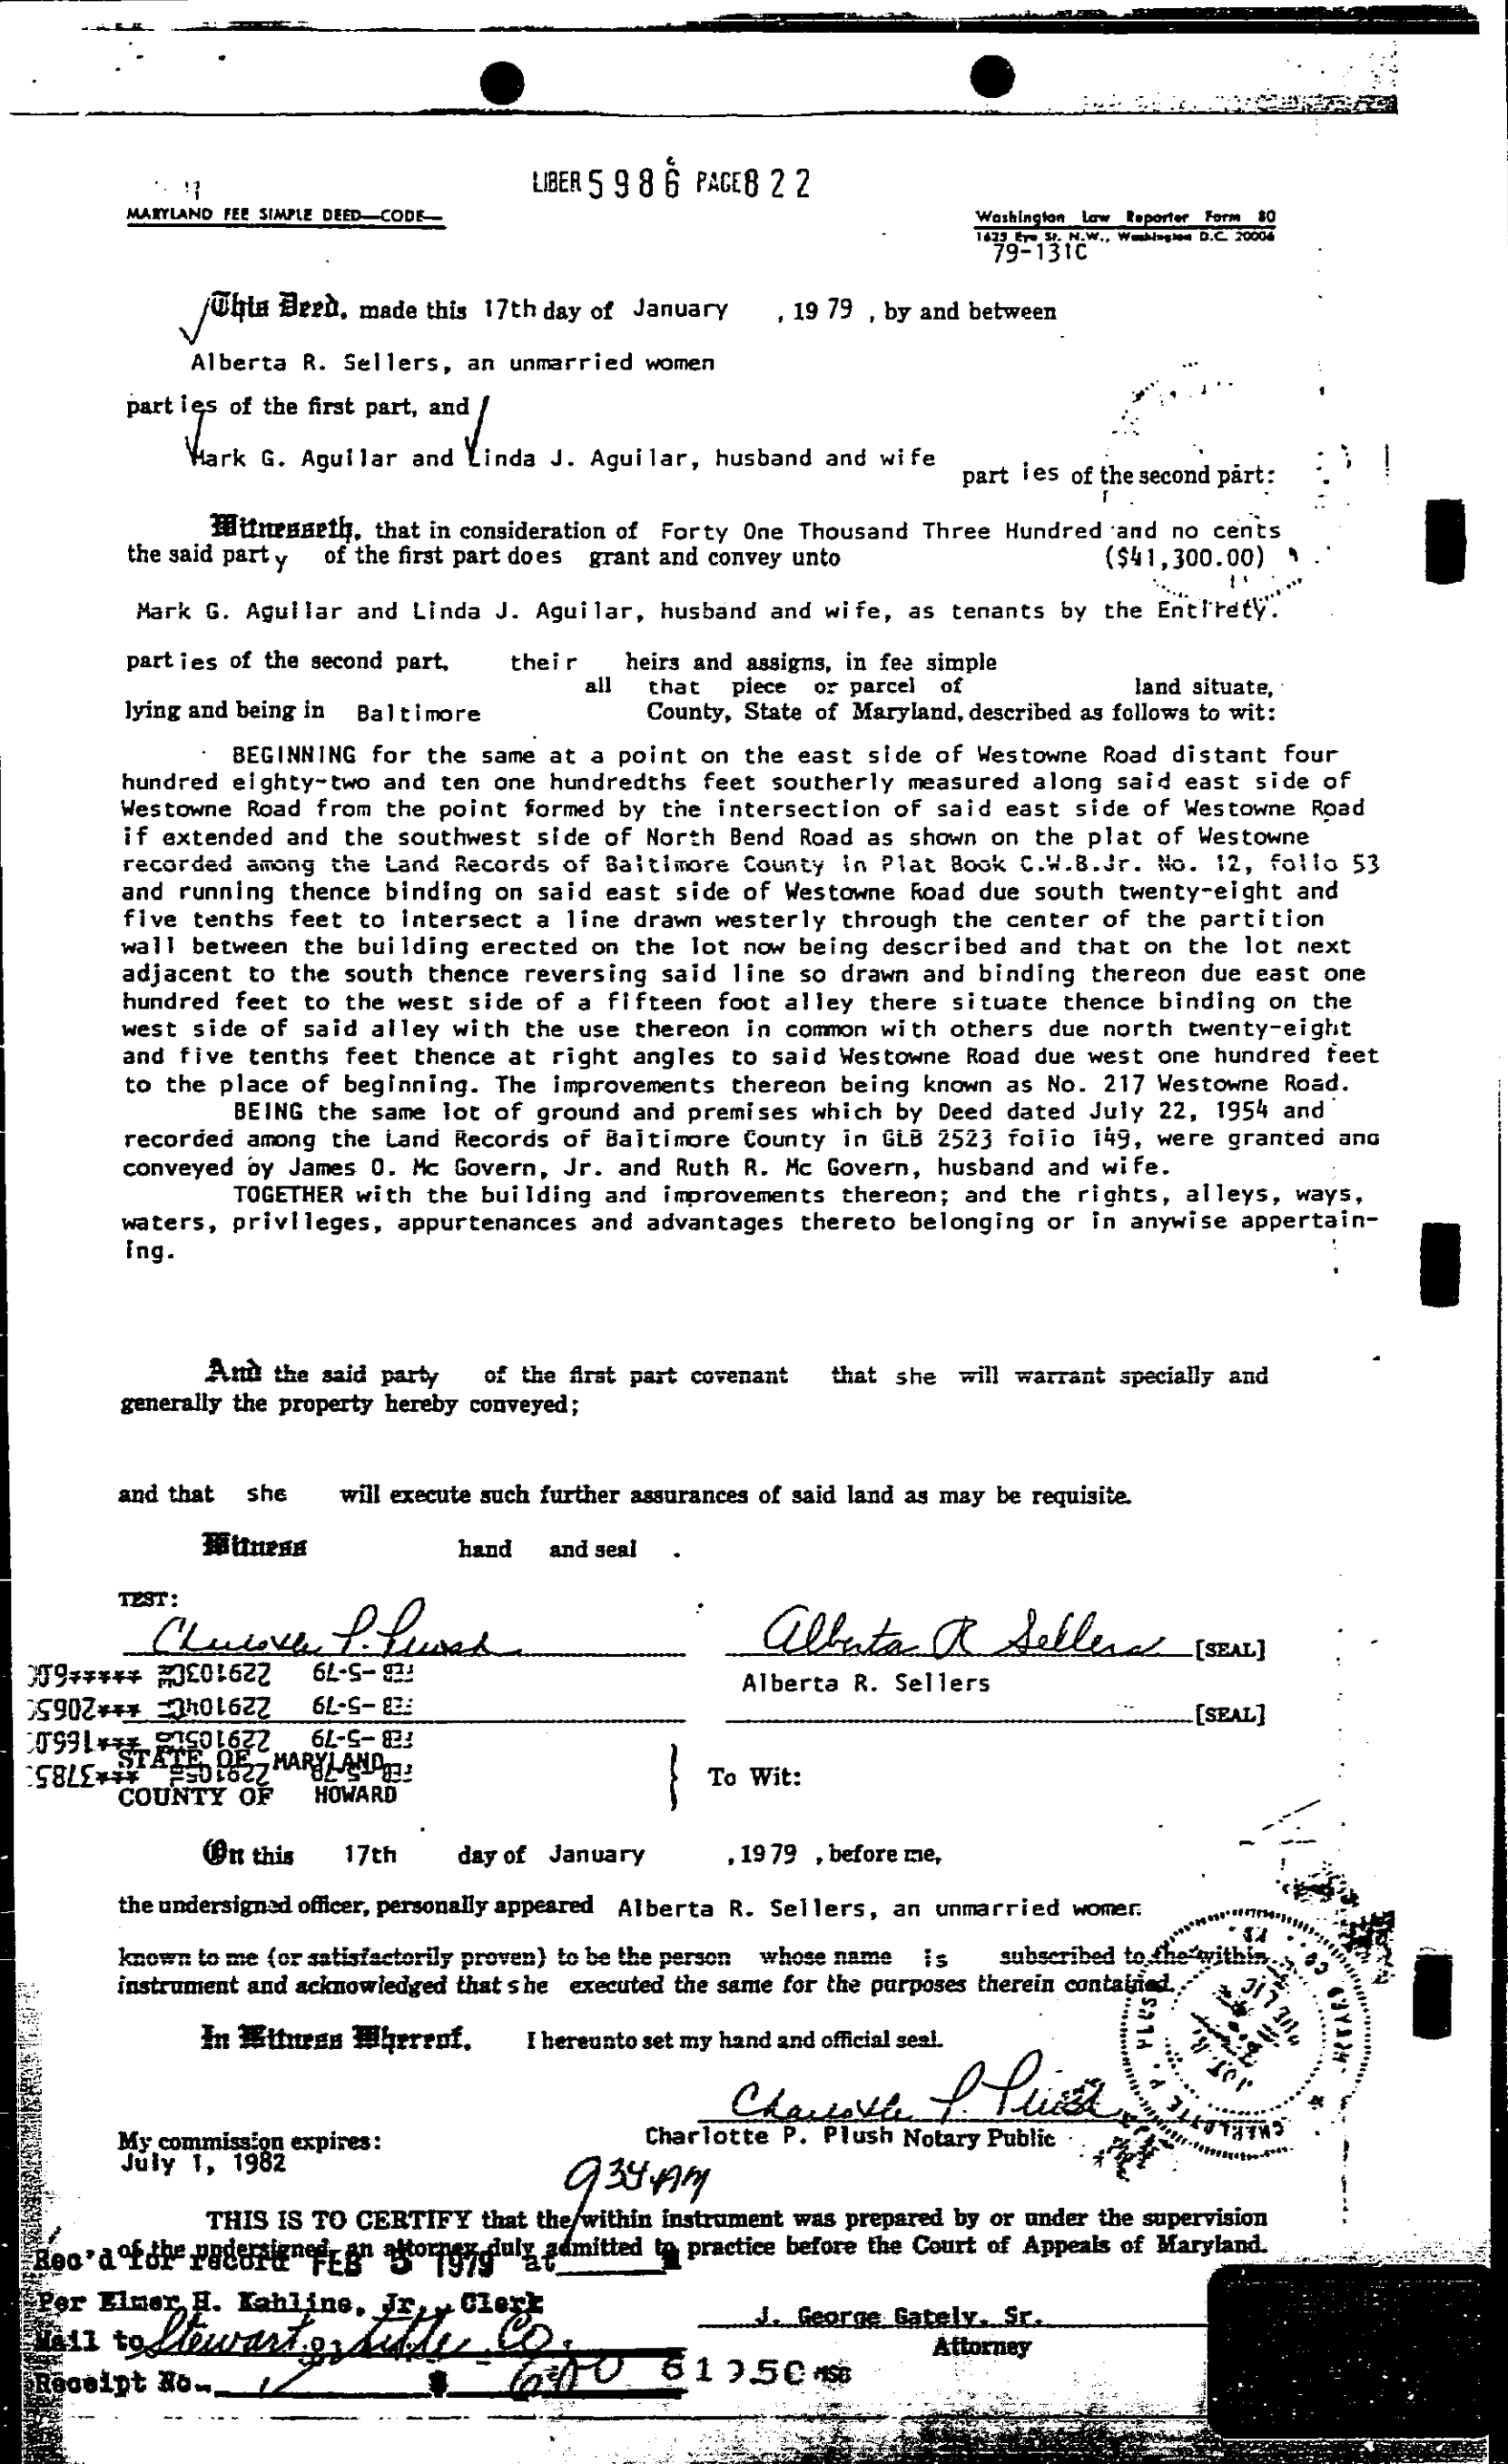 LIBER 5986 PAGE 822
MARYLAND FEE SIMPLE DEED—CODE—
Washington Law Reporter Form 80
1625 Eye St. N.W., Washington D.C. 20006
79-131C
This Deed, made this 17th day of January , 19 79 , by and between
Alberta R. Sellers, an unmarried women
parties of the first part, and
Mark G. Aguilar and Linda J. Aguilar, husband and wife
part ies of the second part:
Witnesseth, that in consideration of Forty One Thousand Three Hundred and no cents
the said party of the first part does grant and convey unto ($41,300.00)
Mark G. Aguilar and Linda J. Aguilar, husband and wife, as tenants by the Entirety.
parties of the second part, their heirs and assigns, in fee simple
all that piece or parcel of land situate,
lying and being in Baltimore County, State of Maryland, described as follows to wit:
BEGINNING for the same at a point on the east side of Westowne Road distant four
hundred eighty-two and ten one hundredths feet southerly measured along said east side of
Westowne Road from the point formed by the intersection of said east side of Westowne Road
if extended and the southwest side of North Bend Road as shown on the plat of Westowne
recorded among the Land Records of Baltimore County in Plat Book C.W.B.Jr. No. 12, folio 53
and running thence binding on said east side of Westowne Road due south twenty-eight and
five tenths feet to intersect a line drawn westerly through the center of the partition
wall between the building erected on the lot now being described and that on the lot next
adjacent to the south thence reversing said line so drawn and binding thereon due east one
hundred feet to the west side of a fifteen foot alley there situate thence binding on the
west side of said alley with the use thereon in common with others due north twenty-eight
and five tenths feet thence at right angles to said Westowne Road due west one hundred feet
to the place of beginning. The improvements thereon being known as No. 217 Westowne Road.
BEING the same lot of ground and premises which by Deed dated July 22, 1954 and
recorded among the Land Records of Baltimore County in GLB 2523 folio 149, were granted and
conveyed by James O. Mc Govern, Jr. and Ruth R. Mc Govern, husband and wife.
TOGETHER with the building and improvements thereon; and the rights, alleys, ways,
waters, privileges, appurtenances and advantages thereto belonging or in anywise appertain-
ing.
And the said party of the first part covenant that she will warrant specially and
generally the property hereby conveyed;
and that she will execute such further assurances of said land as may be requisite.
Witness hand and seal .
TEST:
Charlotte P. Plush Alberta R Sellers [SEAL]
Alberta R. Sellers
[SEAL]
FEB -5-79
FEB -5-79
FEB -5-79
FEB -5-79
STATE OF MARYLAND
COUNTY OF HOWARD
To Wit:
On this 17th day of January , 1979 , before me,
the undersigned officer, personally appeared Alberta R. Sellers, an unmarried women
known to me (or satisfactorily proven) to be the person whose name is subscribed to the within
instrument and acknowledged that she executed the same for the purposes therein contained.
In Witness Whereof, I hereunto set my hand and official seal.
Charlotte P. Plush
Charlotte P. Plush Notary Public
My commission expires:
July 1, 1982
934 AM
THIS IS TO CERTIFY that the within instrument was prepared by or under the supervision
of the undersigned, an attorney duly admitted to practice before the Court of Appeals of Maryland.
Rec'd for record FEB 5 1979 at
Per Elmer H. Kahline, Jr., Clerk
Mail to Stewart Title Co.
J. George Gately, Sr.
Attorney
Receipt No.